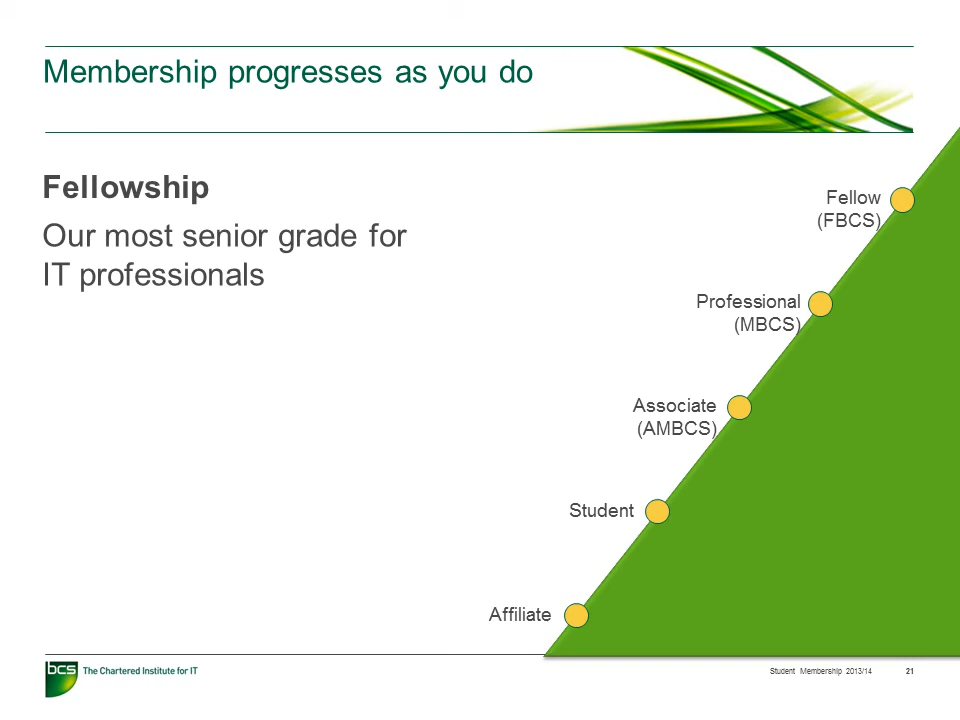 Membership progresses as you do
Fellowship
Our most senior grade for
IT professionals
Fellow
(FBCS)
Professional
(MBCS)
Associate
(AMBCS)
Student
Affiliate
bcs
The Chartered Institute for IT
Student Membership 2013/14
21